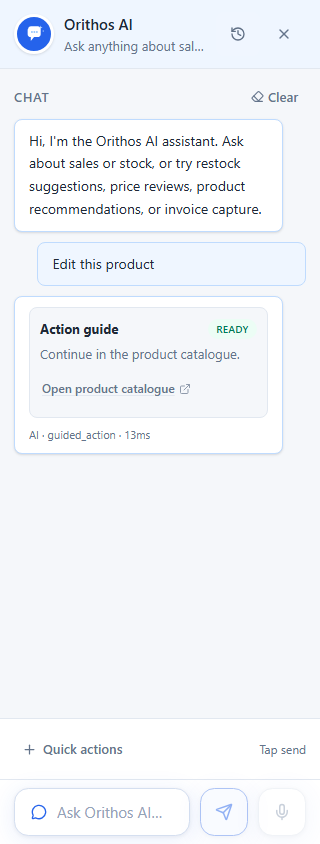 Orithos AI
Ask anything about sal...
CHAT
Clear
Hi, I'm the Orithos AI assistant. Ask
about sales or stock, or try restock
suggestions, price reviews, product
recommendations, or invoice capture.
Edit this product
Action guide
READY
Continue in the product catalogue.
Open product catalogue
AI · guided_action · 13ms
Quick actions
Tap send
Ask Orithos AI...